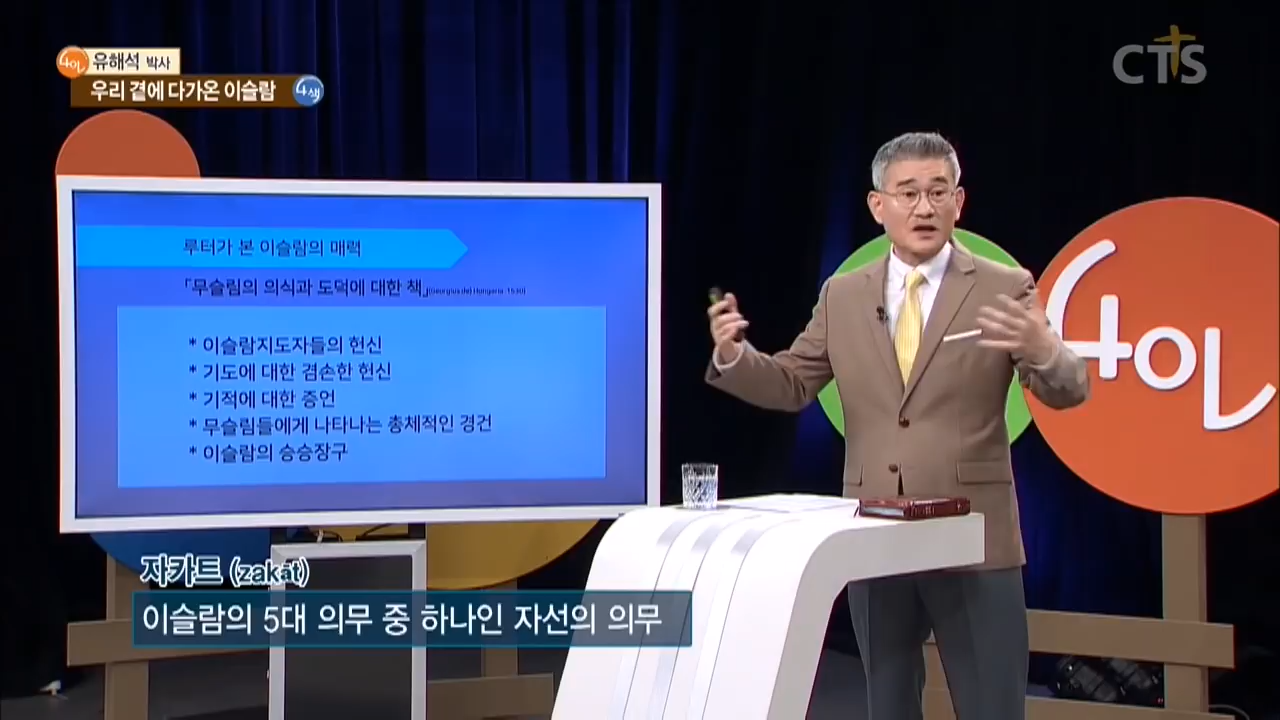 4인
유해석 박사
우리 곁에 다가온 이슬람
4색
CTS
루터가 본 이슬람의 매력
「무슬림의 의식과 도덕에 대한 책」(Georgius de Hungaria. 1530)
* 이슬람지도자들의 헌신
* 기도에 대한 겸손한 헌신
* 기적에 대한 증언
* 무슬림들에게 나타나는 총체적인 경건
* 이슬람의 승승장구
4인
자카트 (zakat)
이슬람의 5대 의무 중 하나인 자선의 의무